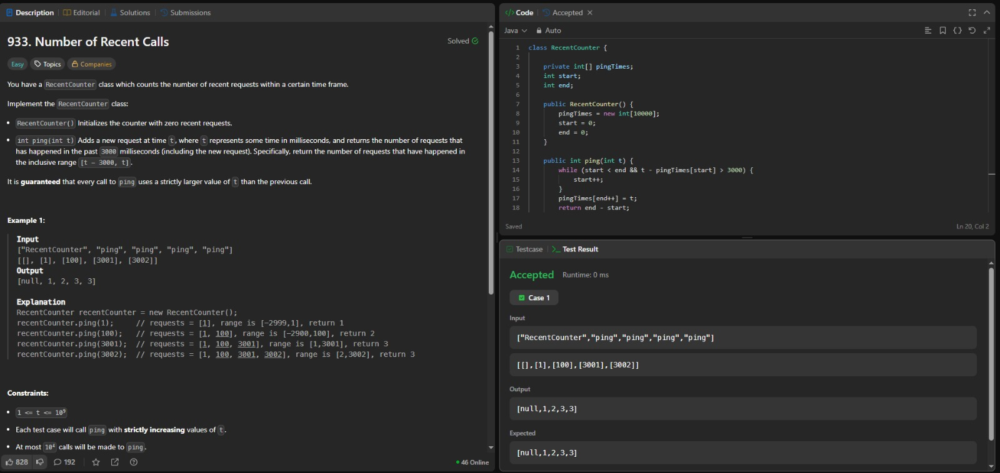 Description
Editorial
Solutions
Submissions
933. Number of Recent Calls
Solved
Easy
Topics
Companies
You have a RecentCounter class which counts the number of recent requests within a certain time frame.
Implement the RecentCounter class:
• RecentCounter() Initializes the counter with zero recent requests.
• int ping(int t) Adds a new request at time t, where t represents some time in milliseconds, and returns the number of requests that
has happened in the past 3000 milliseconds (including the new request). Specifically, return the number of requests that have happened in
the inclusive range [t - 3000, t].
It is guaranteed that every call to ping uses a strictly larger value of t than the previous call.
Example 1:
Input
["RecentCounter", "ping", "ping", "ping", "ping"]
[[], [1], [100], [3001], [3002]]
Output
[null, 1, 2, 3, 3]
Explanation
RecentCounter recentCounter = new RecentCounter();
recentCounter.ping(1);     // requests = [1], range is [-2999,1], return 1
recentCounter.ping(100);   // requests = [1, 100], range is [-2900,100], return 2
recentCounter.ping(3001);  // requests = [1, 100, 3001], range is [1,3001], return 3
recentCounter.ping(3002);  // requests = [1, 100, 3001, 3002], range is [2,3002], return 3
Constraints:
• 1 <= t <= 10⁹
• Each test case will call ping with strictly increasing values of t.
• At most 10⁴ calls will be made to ping.
828
192
46 Online
</> Code
Accepted
Java
Auto
1 class RecentCounter {
2
3     private int[] pingTimes;
4     int start;
5     int end;
6
7     public RecentCounter() {
8         pingTimes = new int[10000];
9         start = 0;
10         end = 0;
11     }
12
13     public int ping(int t) {
14         while (start < end && t - pingTimes[start] > 3000) {
15             start++;
16         }
17         pingTimes[end++] = t;
18         return end - start;
Saved
Ln 20, Col 2
Testcase
>_ Test Result
Accepted
Runtime: 0 ms
Case 1
Input
["RecentCounter","ping","ping","ping","ping"]
[[],[1],[100],[3001],[3002]]
Output
[null,1,2,3,3]
Expected
[null,1,2,3,3]